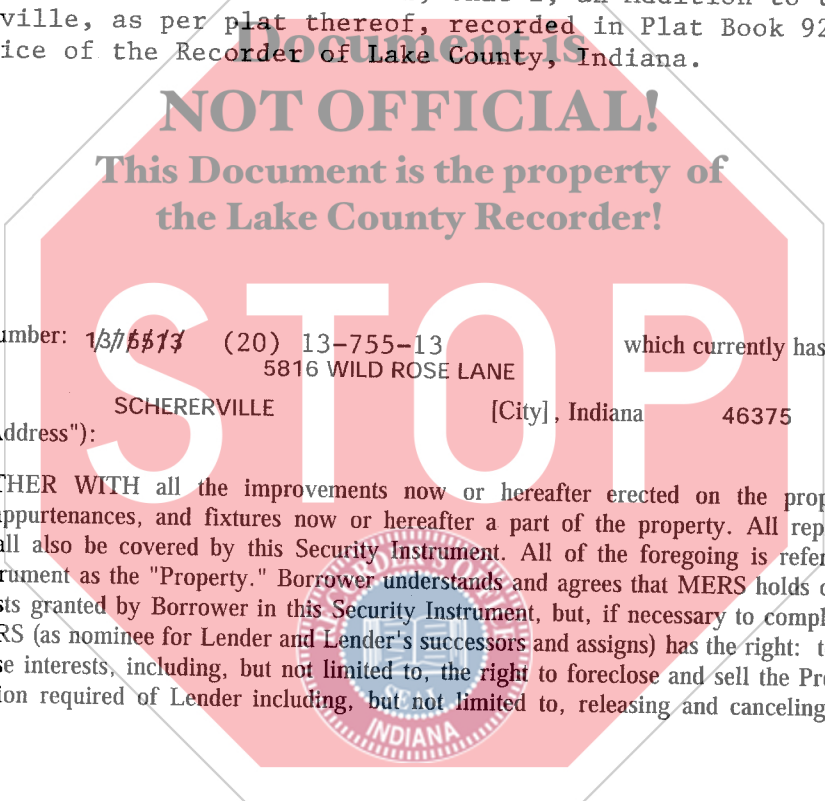 ville, as per plat thereof, recorded in Plat Book 92
ice of the Recorder of Lake County, Indiana.
Document is
NOT OFFICIAL!
This Document is the property of
the Lake County Recorder!
STOP
umber: (20) 13-755-13 which currently has
5816 WILD ROSE LANE
SCHERERVILLE [City], Indiana 46375
ddress"):
THER WITH all the improvements now or hereafter erected on the prop
appurtenances, and fixtures now or hereafter a part of the property. All rep
all also be covered by this Security Instrument. All of the foregoing is refer
rument as the "Property." Borrower understands and agrees that MERS holds
sts granted by Borrower in this Security Instrument, but, if necessary to compl
RS (as nominee for Lender and Lender's successors and assigns) has the right: t
se interests, including, but not limited to, the right to foreclose and sell the Pr
ion required of Lender including, but not limited to, releasing and canceling
SEAL
INDIANA